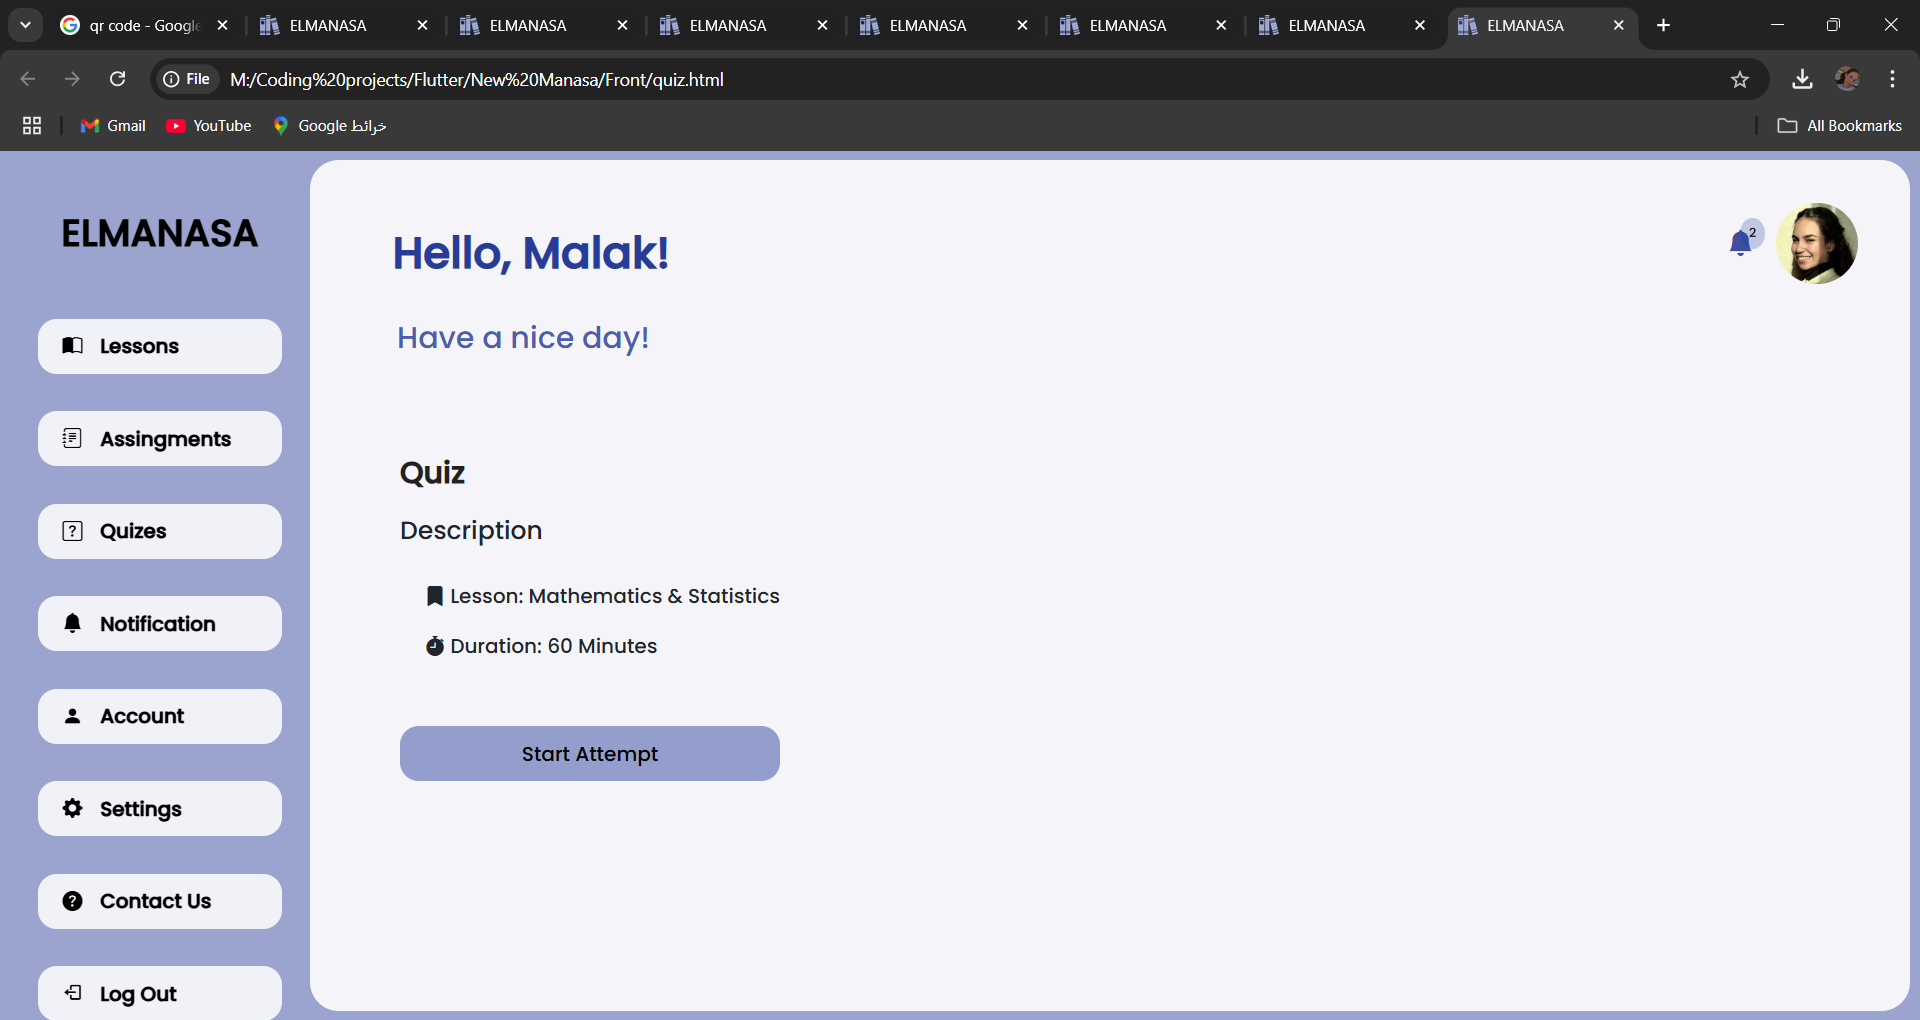 qr code - Google
ELMANASA
ELMANASA
ELMANASA
ELMANASA
ELMANASA
ELMANASA
ELMANASA
File
M:/Coding%20projects/Flutter/New%20Manasa/Front/quiz.html
Gmail
YouTube
خرائط Google
All Bookmarks
ELMANASA
Lessons
Assingments
Quizes
Notification
Account
Settings
Contact Us
Log Out
Hello, Malak!
2
Have a nice day!
Quiz
Description
Lesson: Mathematics & Statistics
Duration: 60 Minutes
Start Attempt